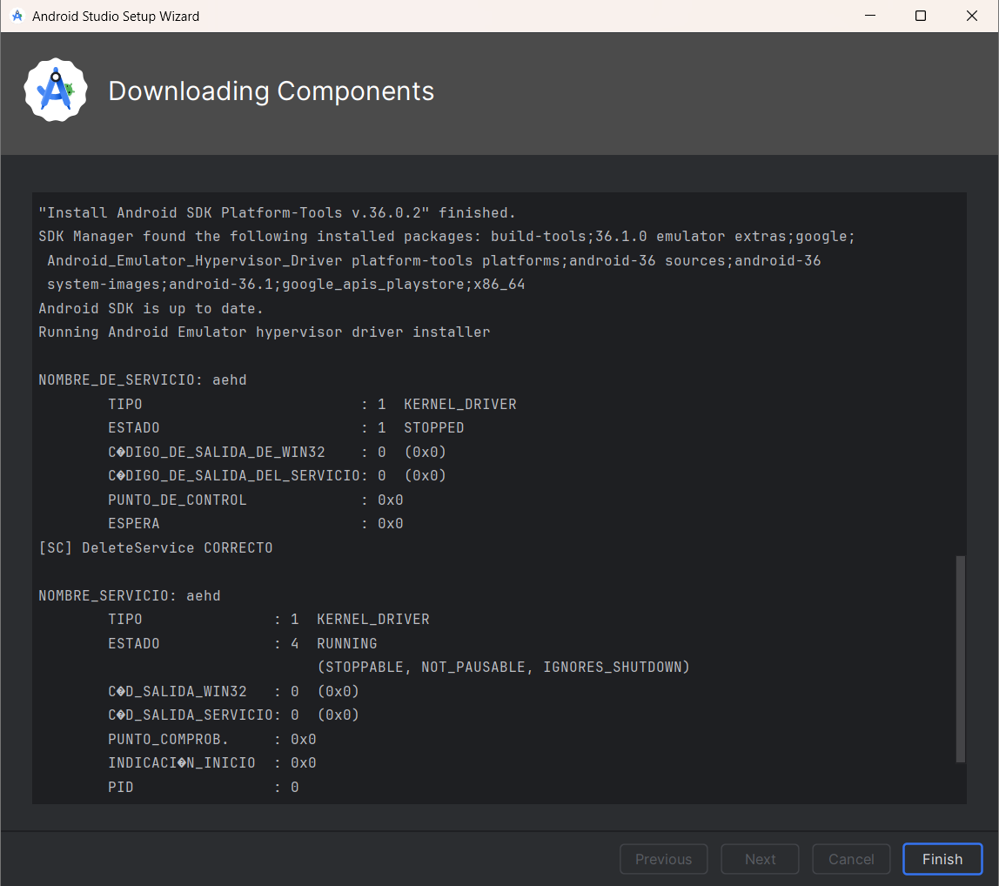 Android Studio Setup Wizard
Downloading Components
"Install Android SDK Platform-Tools v.36.0.2" finished.
SDK Manager found the following installed packages: build-tools;36.1.0 emulator extras;google;
Android_Emulator_Hypervisor_Driver platform-tools platforms;android-36 sources;android-36
system-images;android-36.1;google_apis_playstore;x86_64
Android SDK is up to date.
Running Android Emulator hypervisor driver installer
NOMBRE_DE_SERVICIO: aehd
TIPO : 1 KERNEL_DRIVER
ESTADO : 1 STOPPED
C�DIGO_DE_SALIDA_DE_WIN32 : 0 (0x0)
C�DIGO_DE_SALIDA_DEL_SERVICIO: 0 (0x0)
PUNTO_DE_CONTROL : 0x0
ESPERA : 0x0
[SC] DeleteService CORRECTO
NOMBRE_SERVICIO: aehd
TIPO : 1 KERNEL_DRIVER
ESTADO : 4 RUNNING
(STOPPABLE, NOT_PAUSABLE, IGNORES_SHUTDOWN)
C�D_SALIDA_WIN32 : 0 (0x0)
C�D_SALIDA_SERVICIO: 0 (0x0)
PUNTO_COMPROB. : 0x0
INDICACI�N_INICIO : 0x0
PID : 0
Previous Next Cancel Finish